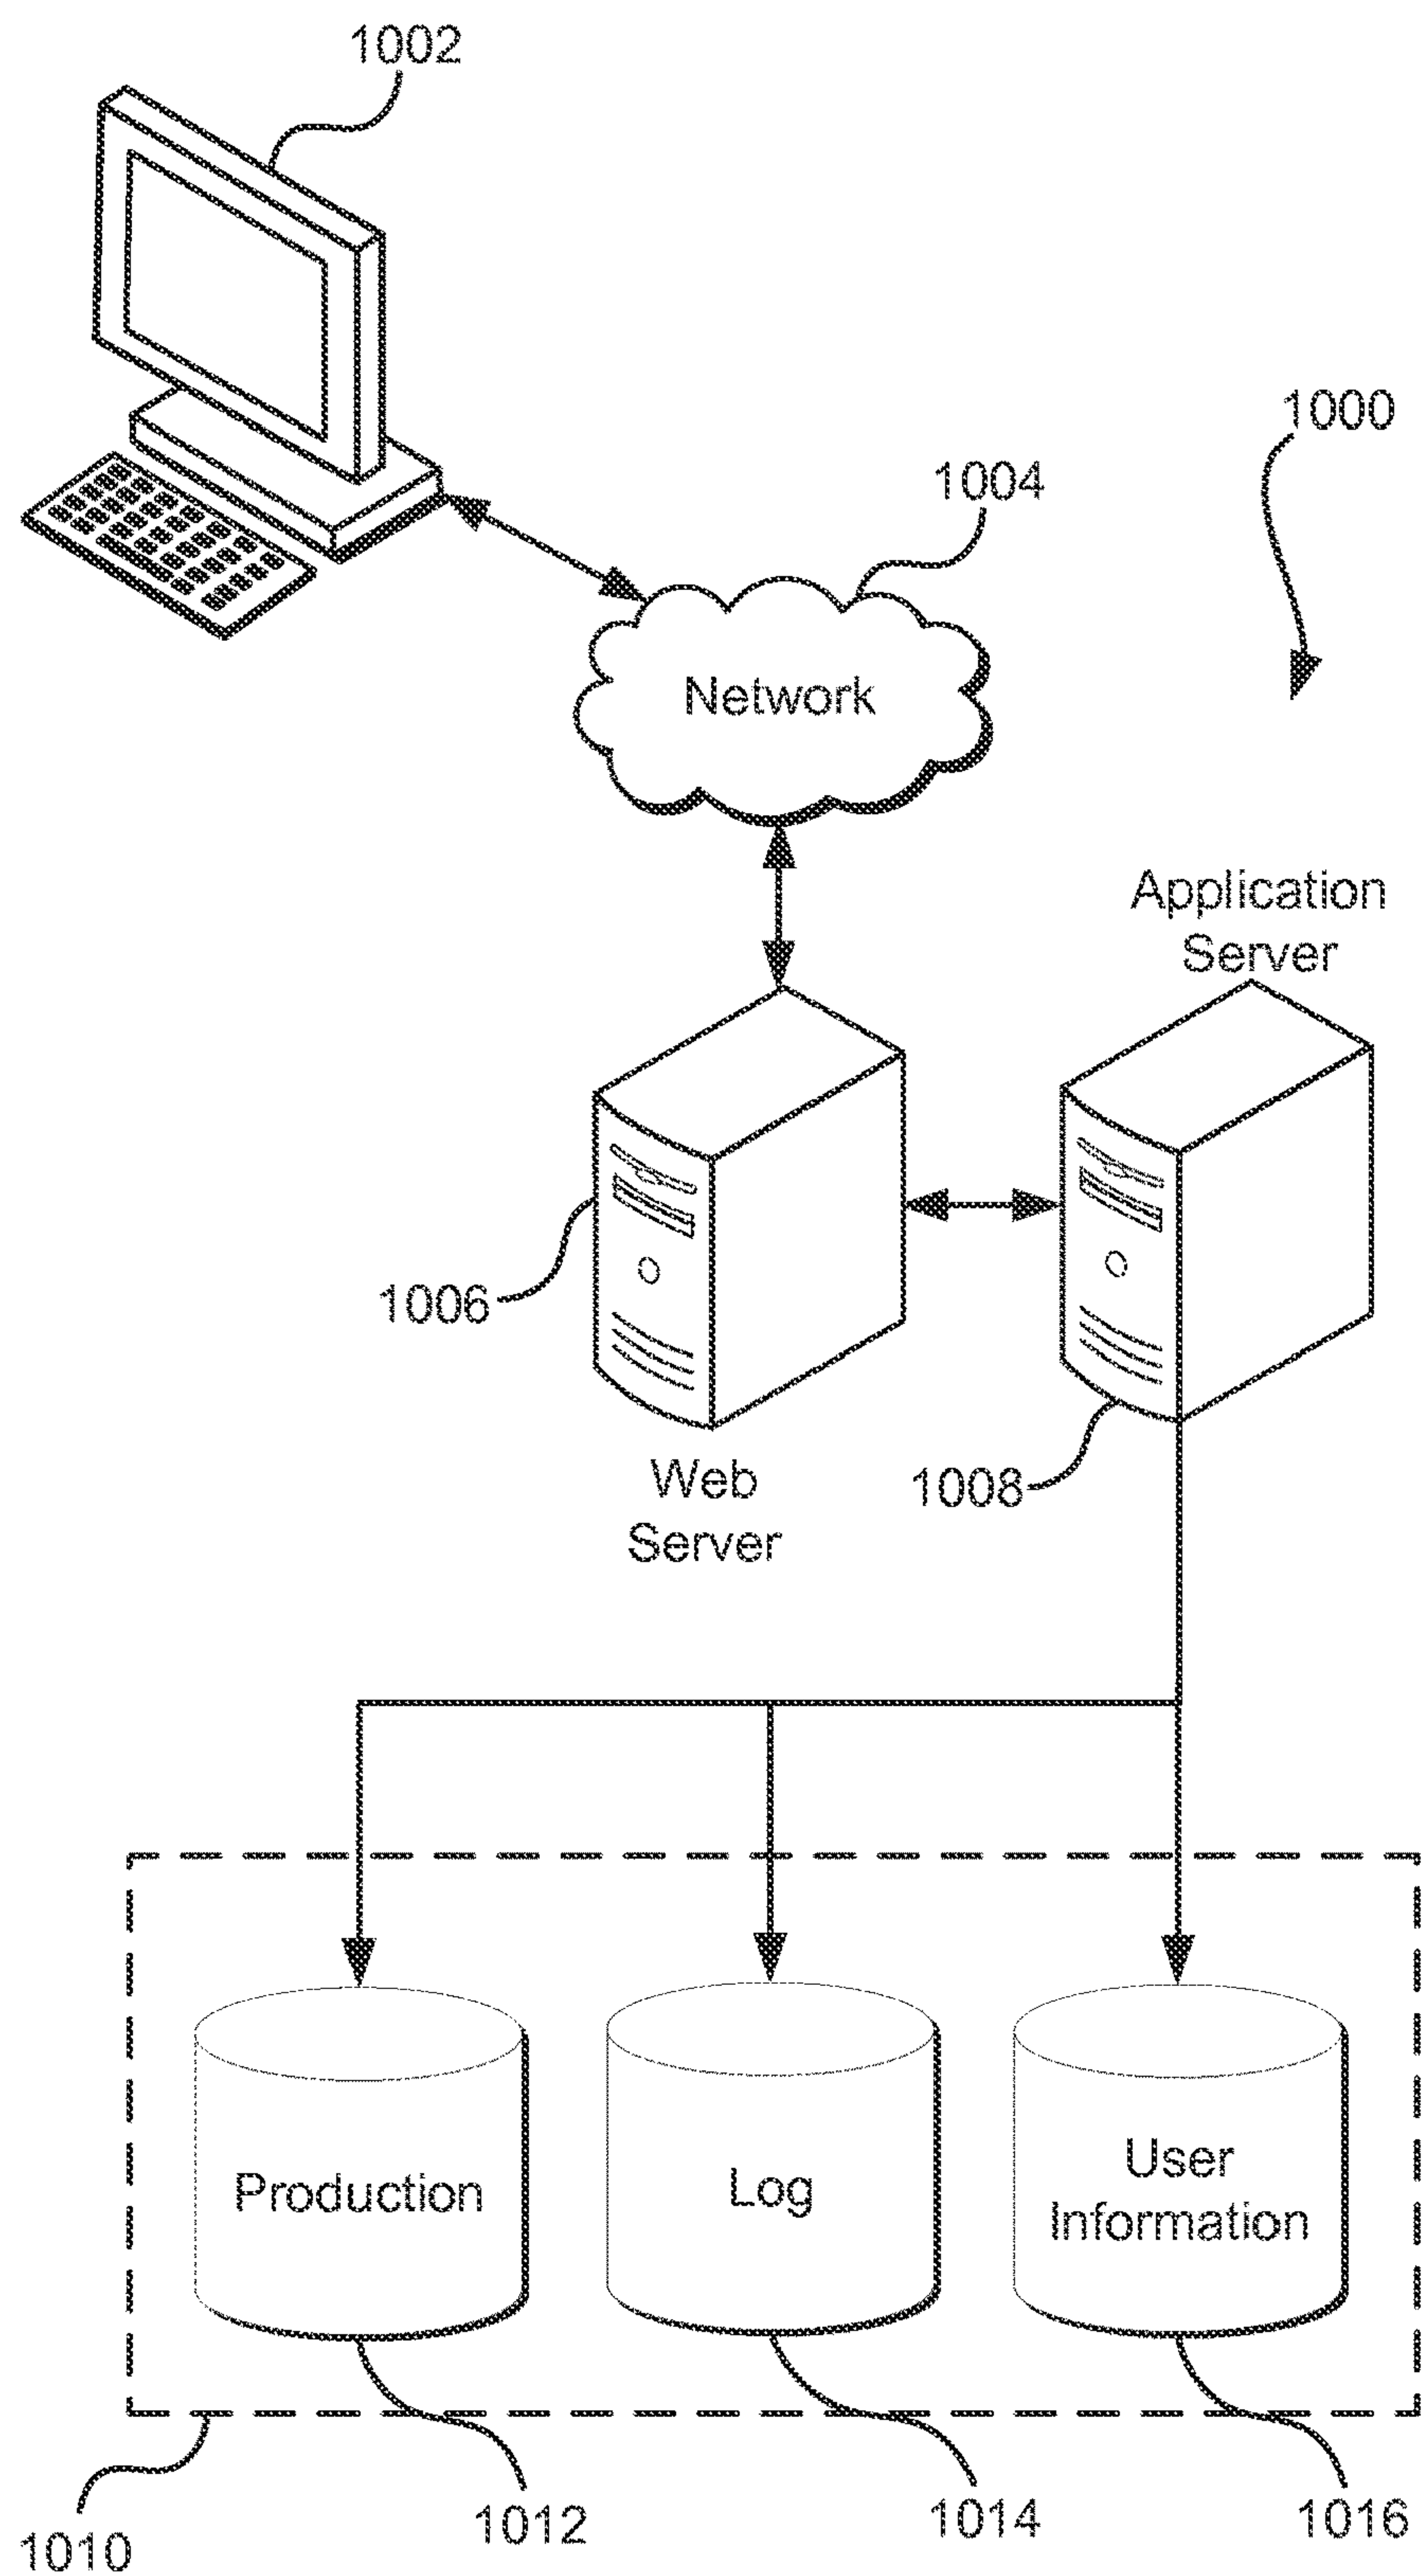 1002
1000
1004
Network
Application
Server
1006
Web
Server
1008
Production
Log
User
Information
1010
1012
1014
1016